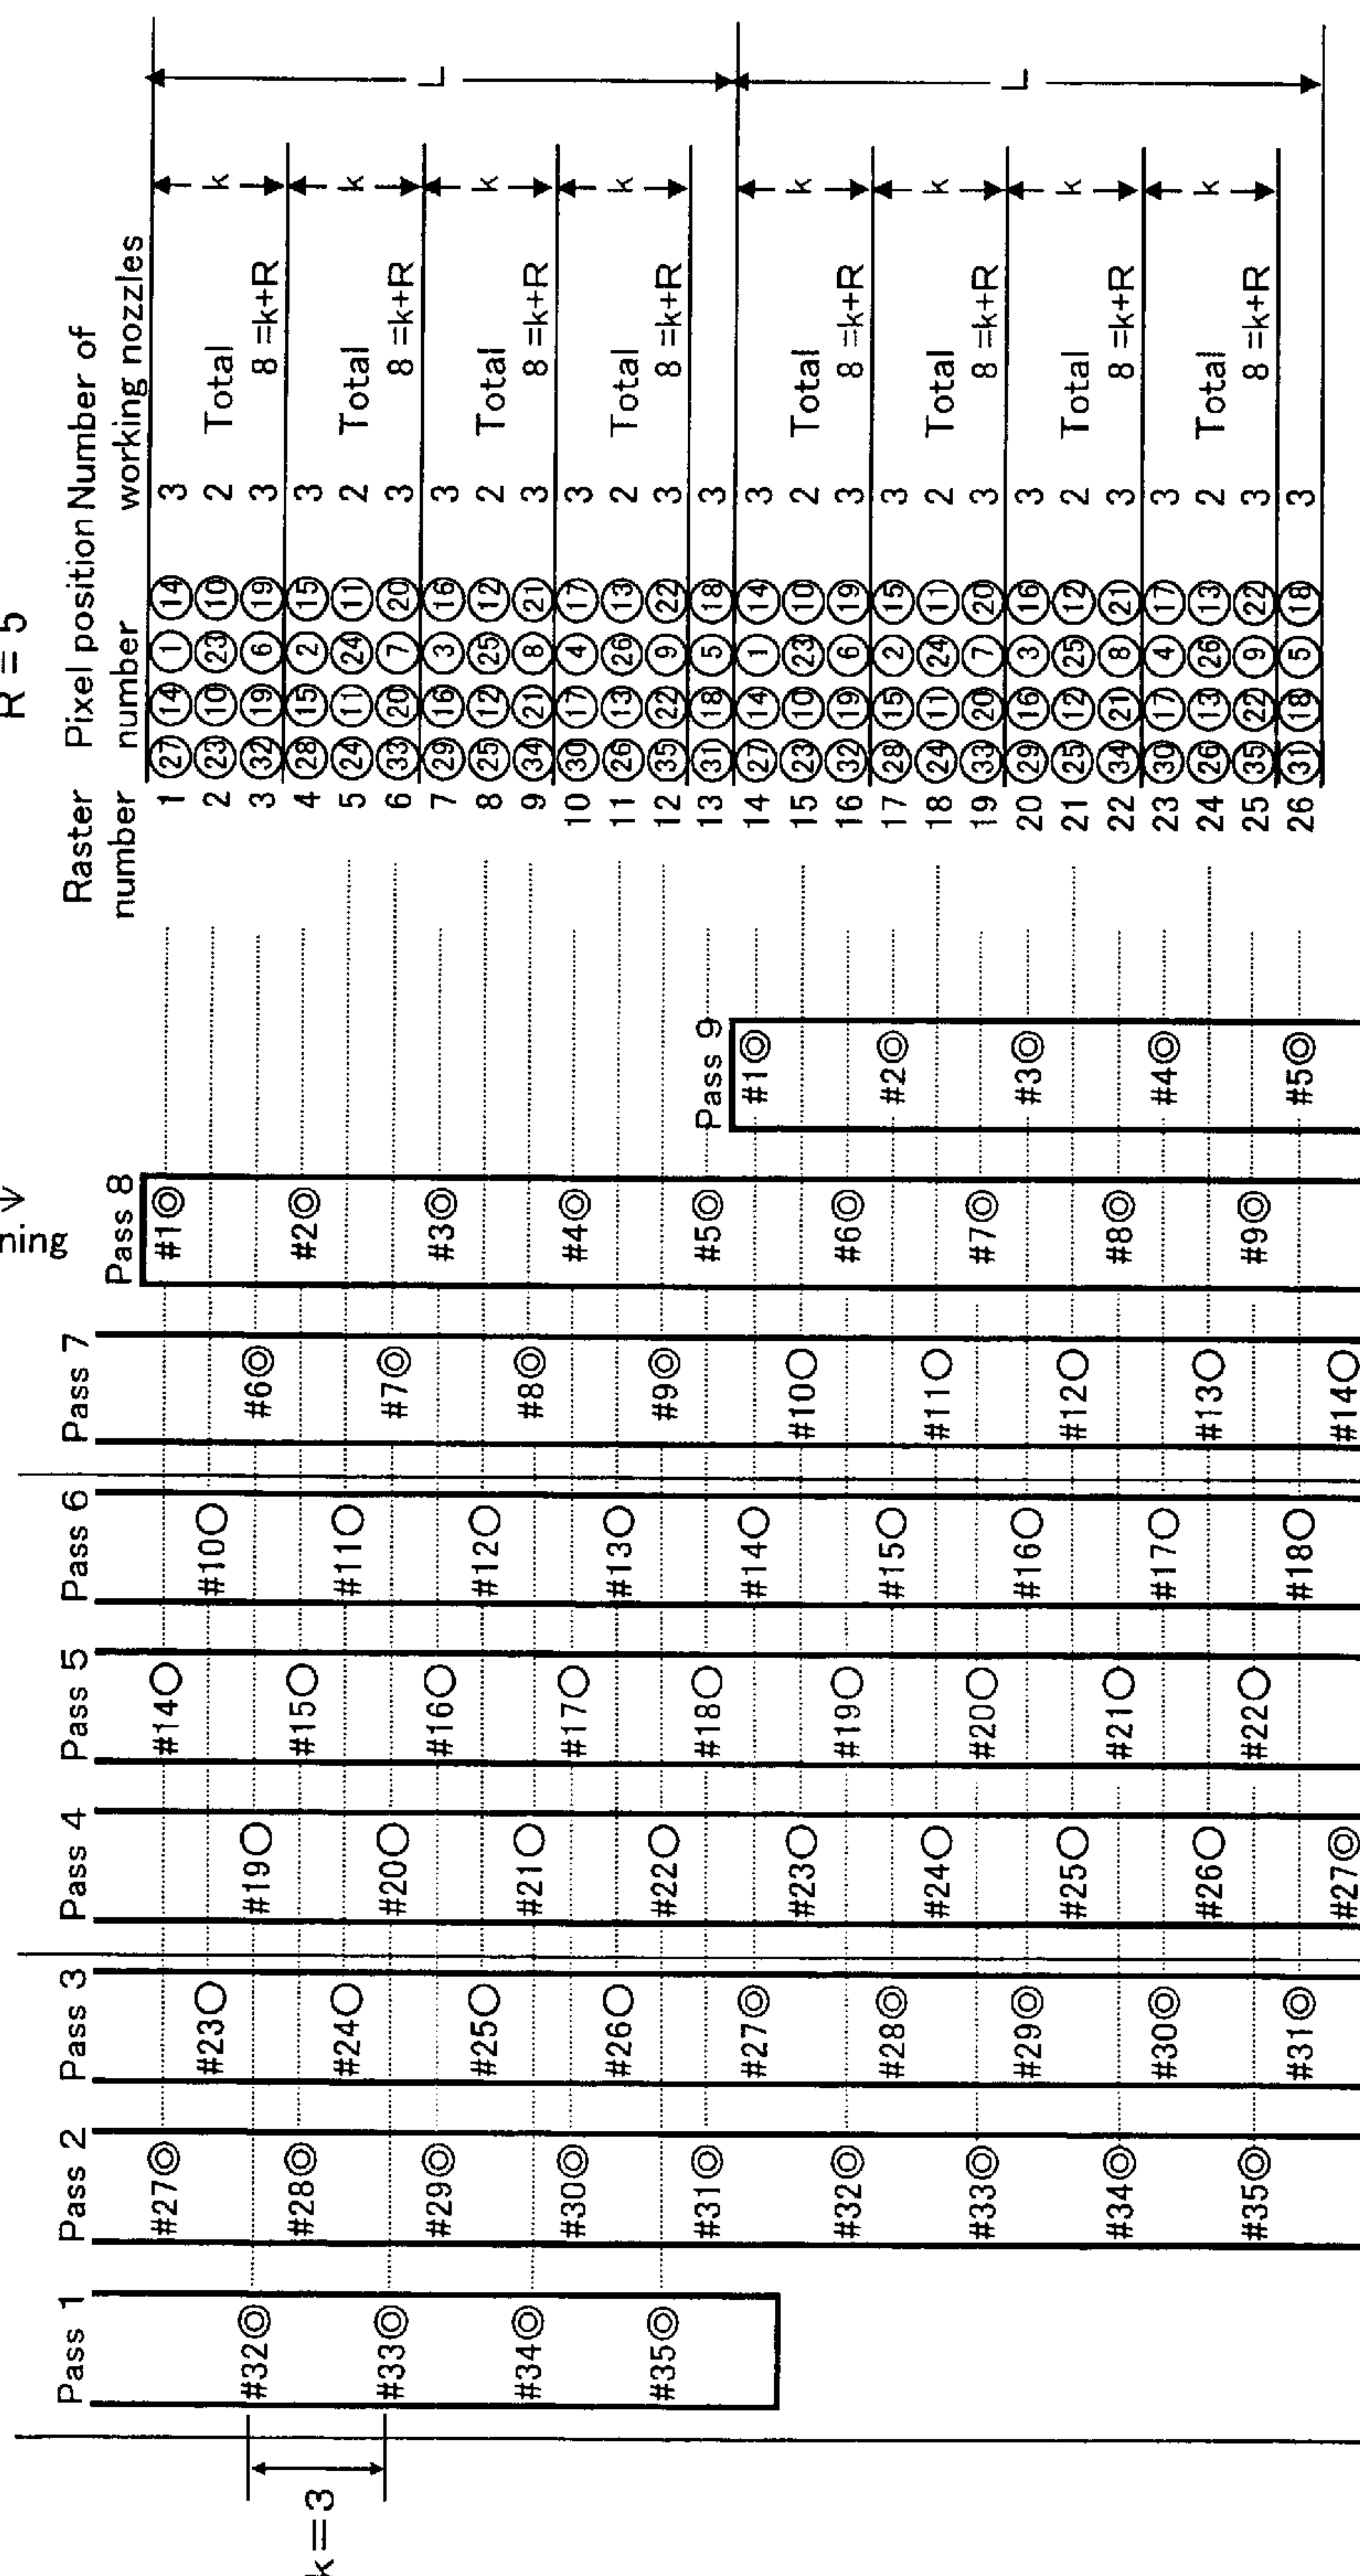 R = 5
ning
Pass 1 Pass 2 Pass 3 Pass 4 Pass 5 Pass 6 Pass 7 Pass 8 Raster Pixel position Number of
number number working nozzles
#27 #14 #1 1 27 14 1 14 3
#23 #10 2 23 10 23 10 2 Total k
#32 #19 #6 3 32 19 6 19 3 8 =k+R
k=3
#28 #15 #2 4 28 15 2 15 3
#24 #11 5 24 11 24 11 2 Total k
#33 #20 #7 6 33 20 7 20 3 8 =k+R
#29 #16 #3 7 29 16 3 16 3 L
#25 #12 8 25 12 25 12 2 Total k
#34 #21 #8 9 34 21 8 21 3 8 =k+R
#30 #17 #4 10 30 17 4 17 3
#26 #13 11 26 13 26 13 2 Total k
#35 #22 #9 12 35 22 9 22 3 8 =k+R
#31 #18 #5 Pass 9 13 31 18 5 18 3
#27 #14 #1 14 27 14 1 14 3
#23 #10 15 23 10 23 10 2 Total k
#32 #19 #6 16 32 19 6 19 3 8 =k+R
#28 #15 #2 17 28 15 2 15 3
#24 #11 18 24 11 24 11 2 Total k
#33 #20 #7 19 33 20 7 20 3 8 =k+R
#29 #16 #3 20 29 16 3 16 3 L
#25 #12 21 25 12 25 12 2 Total k
#34 #21 #8 22 34 21 8 21 3 8 =k+R
#30 #17 #4 23 30 17 4 17 3
#26 #13 24 26 13 26 13 2 Total k
#35 #22 #9 25 35 22 9 22 3 8 =k+R
#31 #18 #5 26 31 18 5 18 3
#27 #14